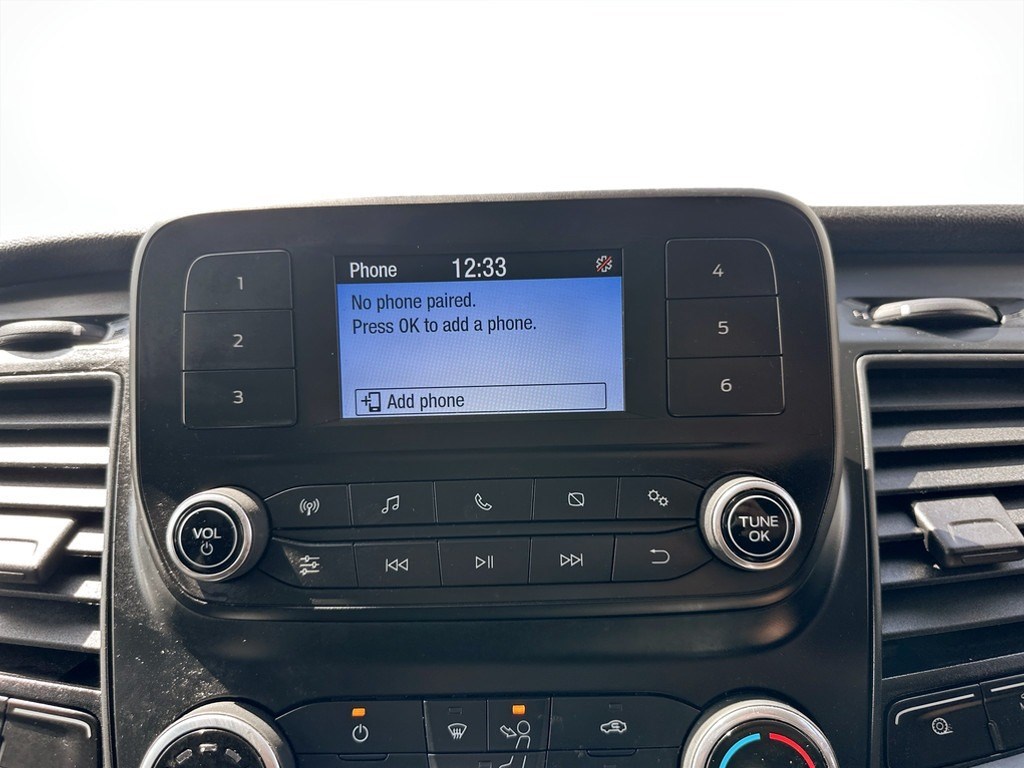 1
2
3
Phone 12:33
No phone paired.
Press OK to add a phone.
Add phone
4
5
6
VOL
TUNE
OK